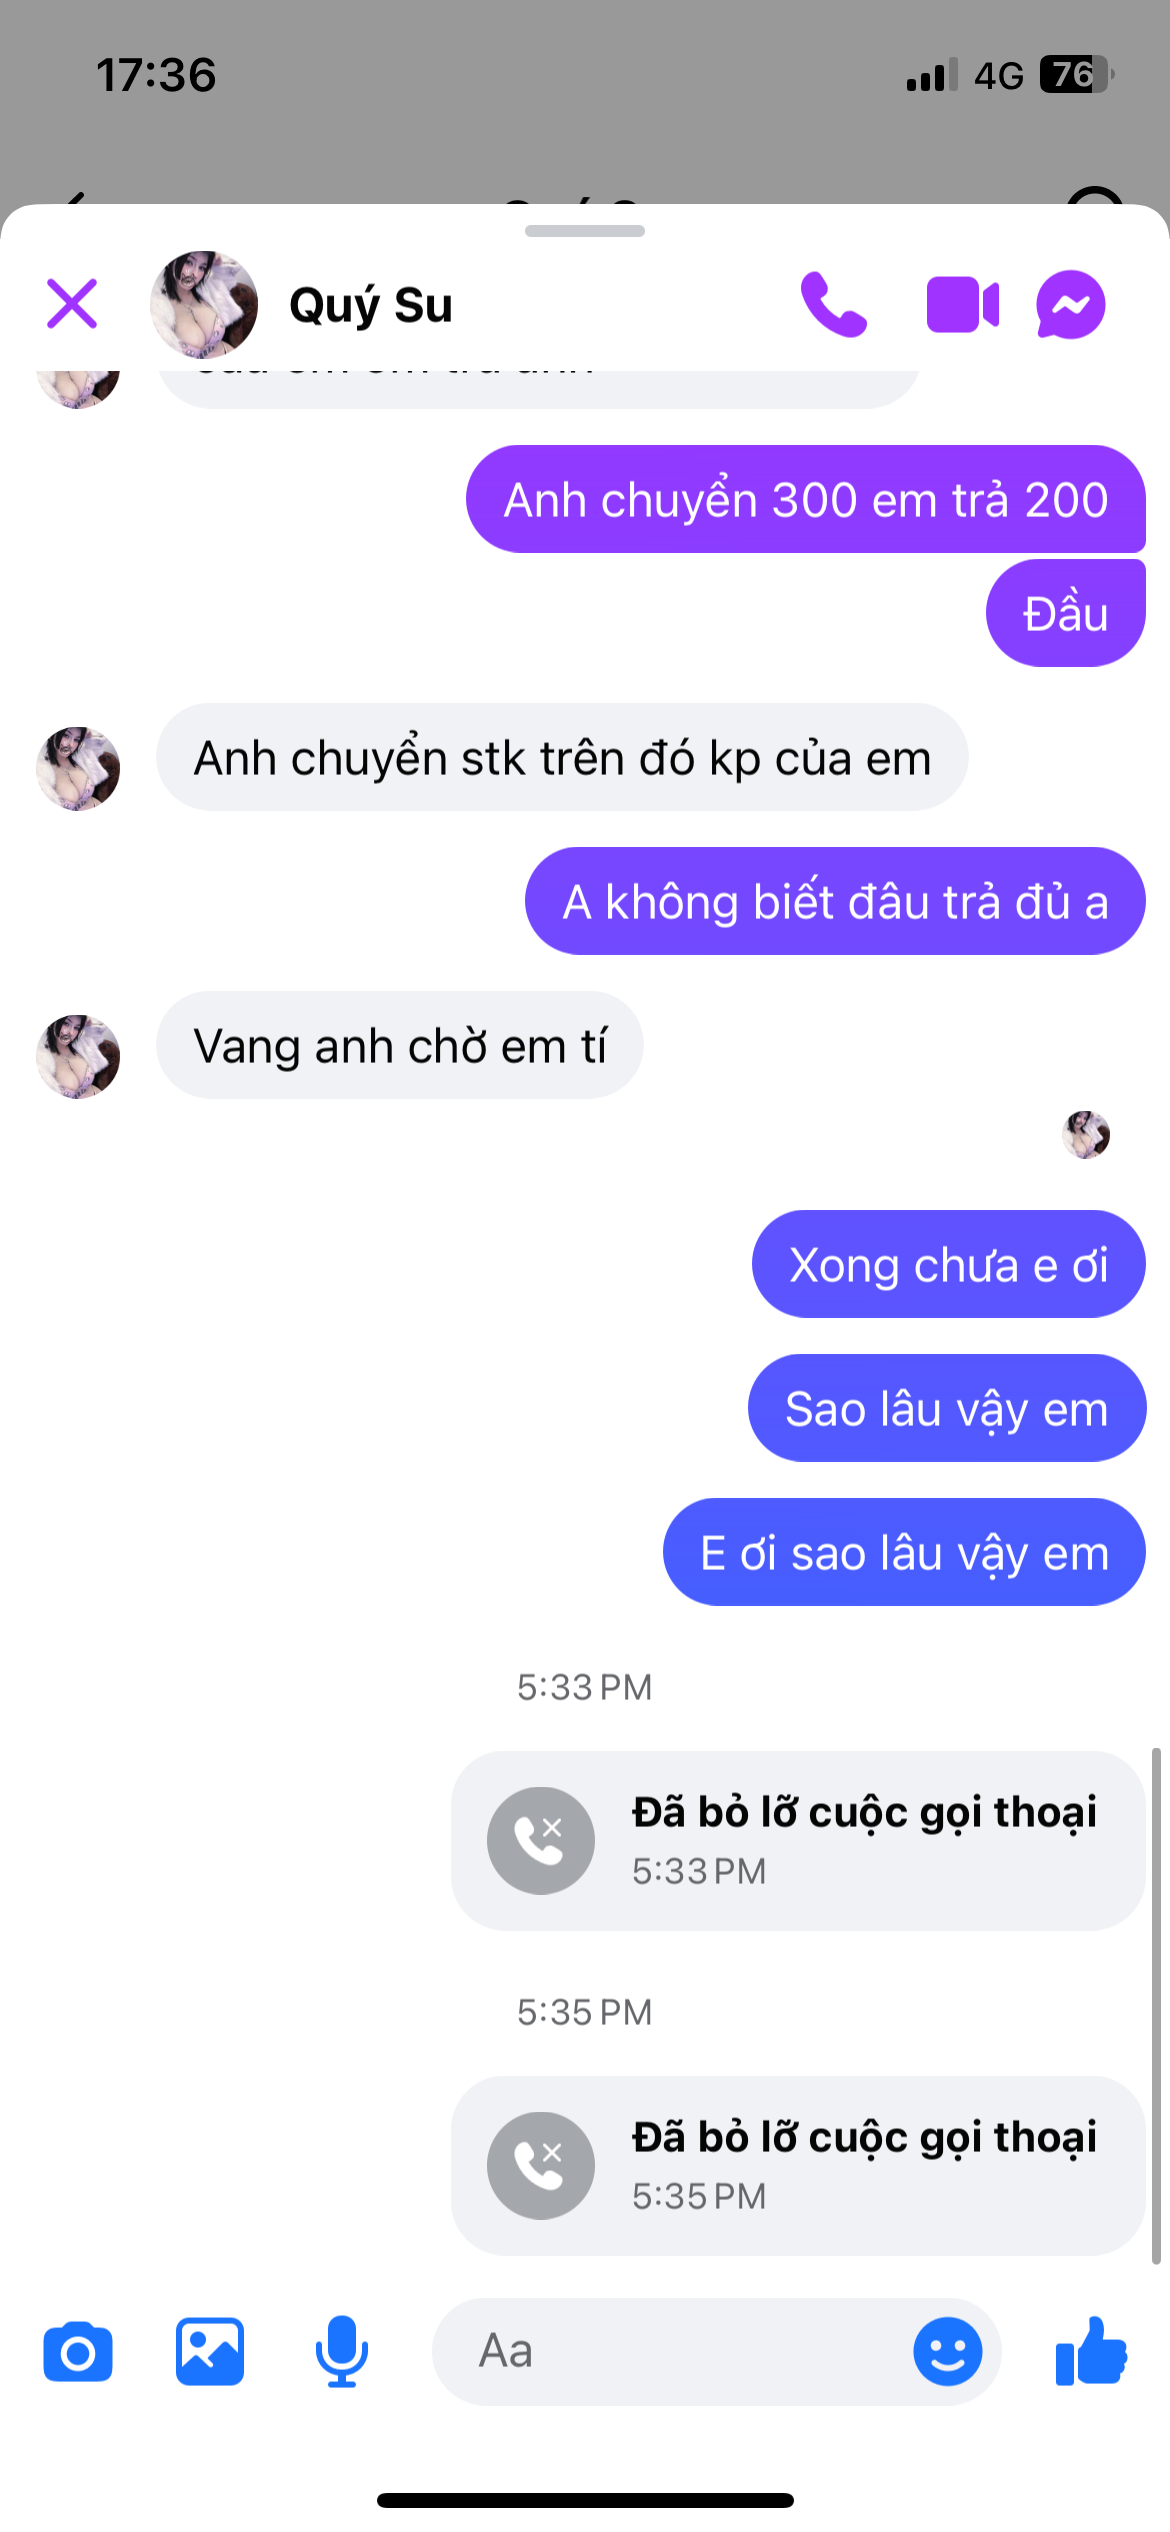 17:36
4G 76
Quý Su
Anh chuyển 300 em trả 200
Đầu
Anh chuyển stk trên đó kp của em
A không biết đâu trả đủ a
Vang anh chờ em tí
Xong chưa e ơi
Sao lâu vậy em
E ơi sao lâu vậy em
5:33 PM
Đã bỏ lỡ cuộc gọi thoại
5:33 PM
5:35 PM
Đã bỏ lỡ cuộc gọi thoại
5:35 PM
Aa